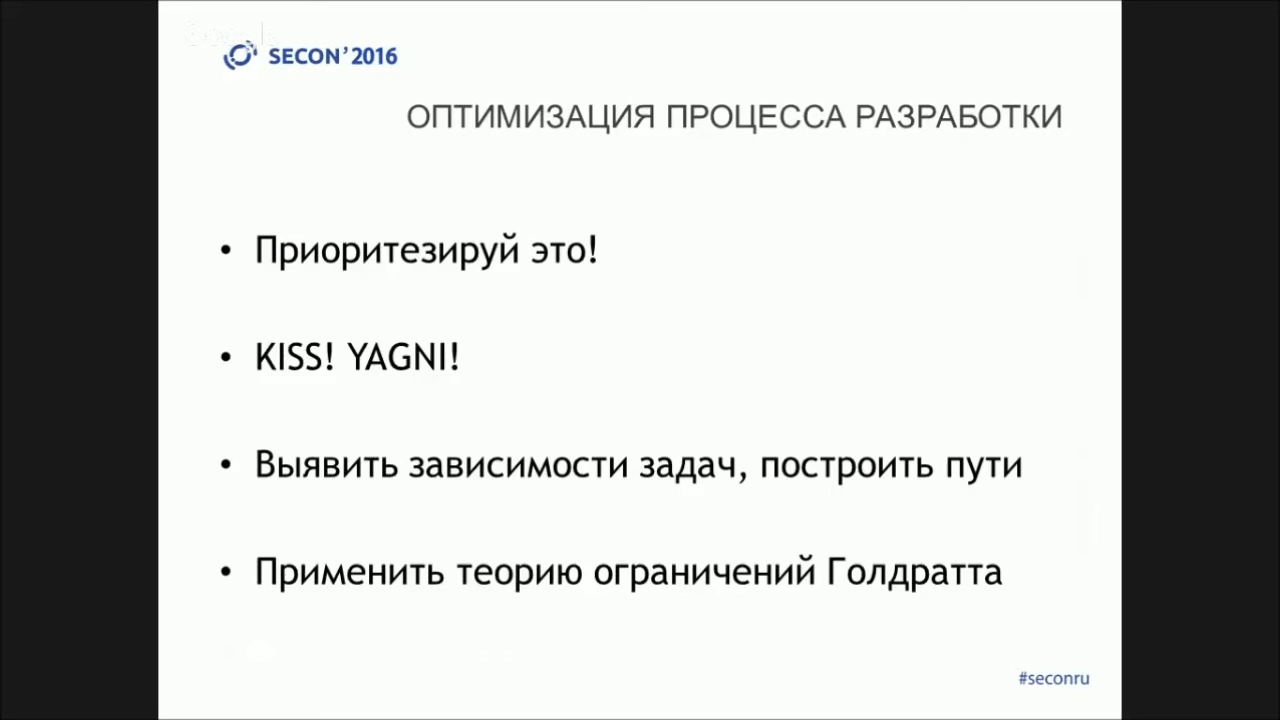 SECON’2016
ОПТИМИЗАЦИЯ ПРОЦЕССА РАЗРАБОТКИ
• Приоритезируй это!
• KISS! YAGNI!
• Выявить зависимости задач, построить пути
• Применить теорию ограничений Голдратта
#seconru